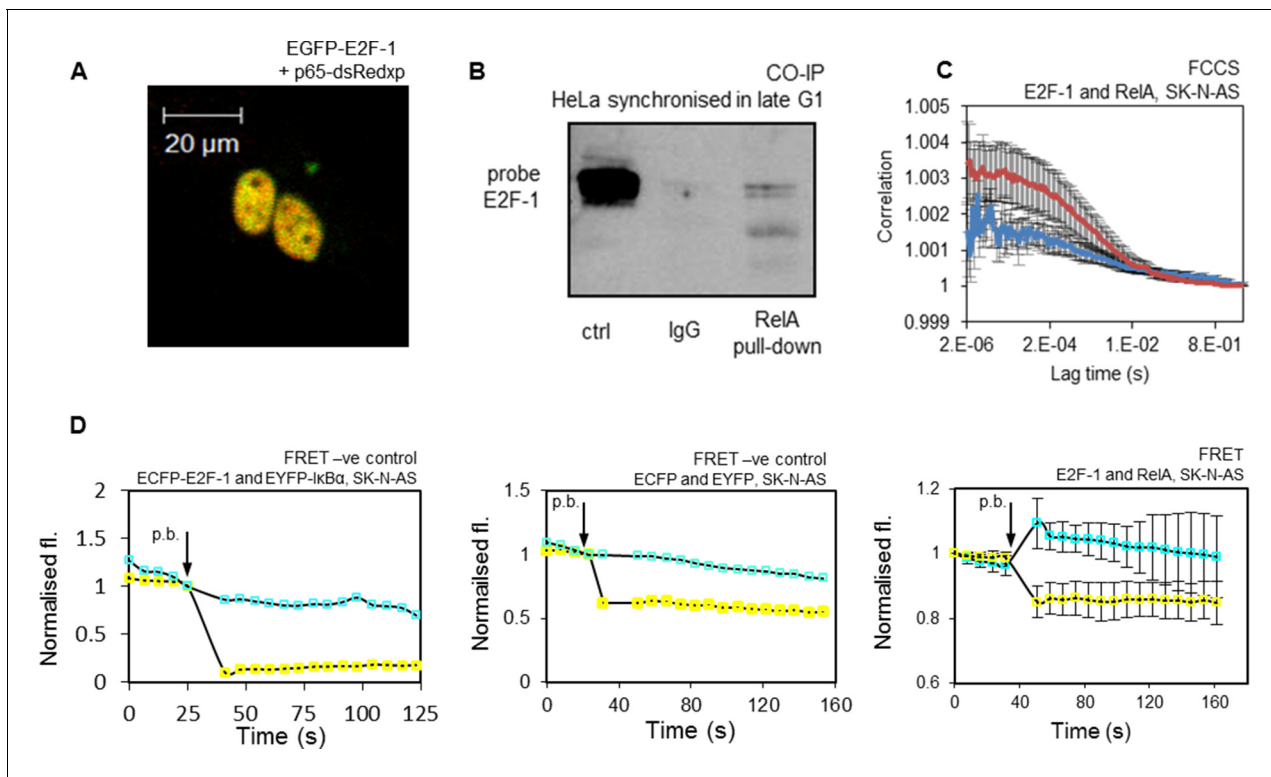 A
EGFP-E2F-1
+ p65-dsRedxp
20 µm
B
CO-IP
HeLa synchronised in late G1
probe
E2F-1
ctrl
IgG
RelA
pull-down
C
FCCS
E2F-1 and RelA, SK-N-AS
1.005
1.004
1.003
1.002
1.001
1
0.999
Correlation
2.E-06
2.E-04
1.E-02
8.E-01
Lag time (s)
D
FRET –ve control
ECFP-E2F-1 and EYFP-IκBα, SK-N-AS
2
1.5
1
0.5
0
Normalised fl.
p.b.
0
25
50
75
100
125
Time (s)
FRET –ve control
ECFP and EYFP, SK-N-AS
1.5
1
0.5
0
Normalised fl.
p.b.
0
40
80
120
160
Time (s)
FRET
E2F-1 and RelA, SK-N-AS
1.2
1
0.8
0.6
Normalised fl.
p.b.
0
40
80
120
160
Time (s)